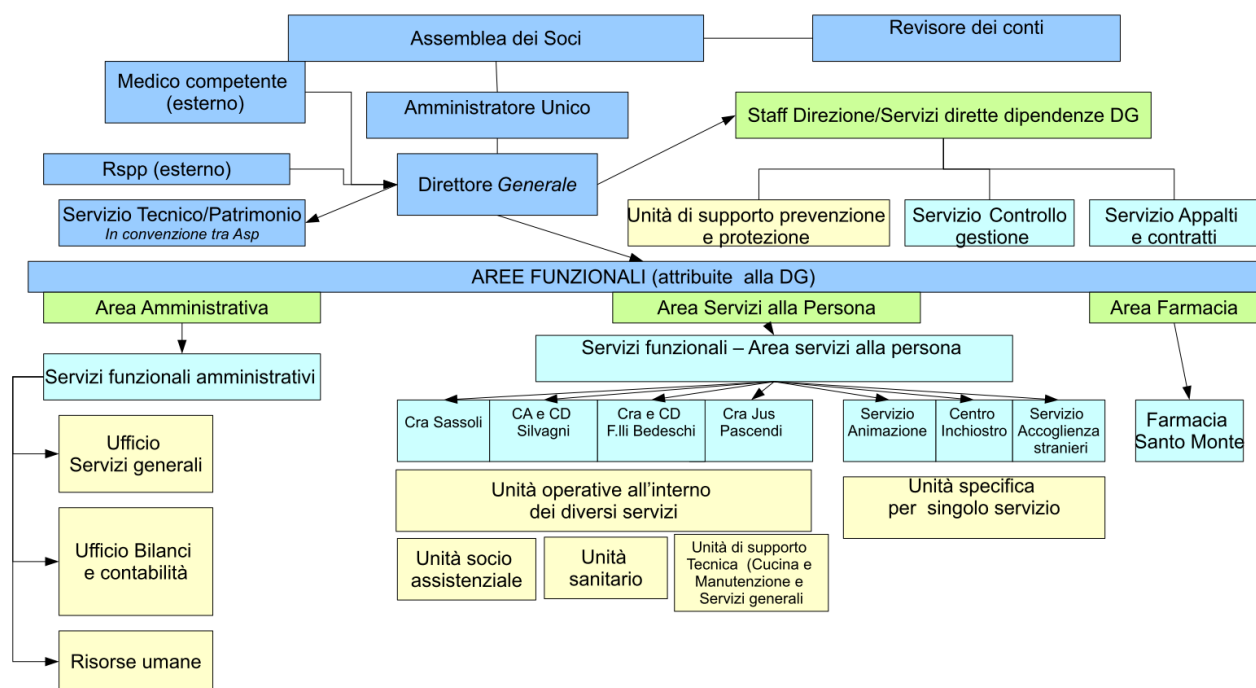 Assemblea dei Soci
Revisore dei conti
Medico competente
(esterno)
Amministratore Unico
Staff Direzione/Servizi dirette dipendenze DG
Rspp (esterno)
Direttore Generale
Servizio Tecnico/Patrimonio
In convenzione tra Asp
Unità di supporto prevenzione
e protezione
Servizio Controllo
gestione
Servizio Appalti
e contratti
AREE FUNZIONALI (attribuite alla DG)
Area Amministrativa
Area Servizi alla Persona
Area Farmacia
Servizi funzionali amministrativi
Servizi funzionali – Area servizi alla persona
Cra Sassoli
CA e CD
Silvagni
Cra e CD
F.lli Bedeschi
Cra Jus
Pascendi
Servizio
Animazione
Centro
Inchiostro
Servizio
Accoglienza
stranieri
Farmacia
Santo Monte
Ufficio
Servizi generali
Unità operative all'interno
dei diversi servizi
Unità specifica
per singolo servizio
Unità socio
assistenziale
Unità
sanitario
Unità di supporto
Tecnica (Cucina e
Manutenzione e
Servizi generali
Ufficio Bilanci
e contabilità
Risorse umane